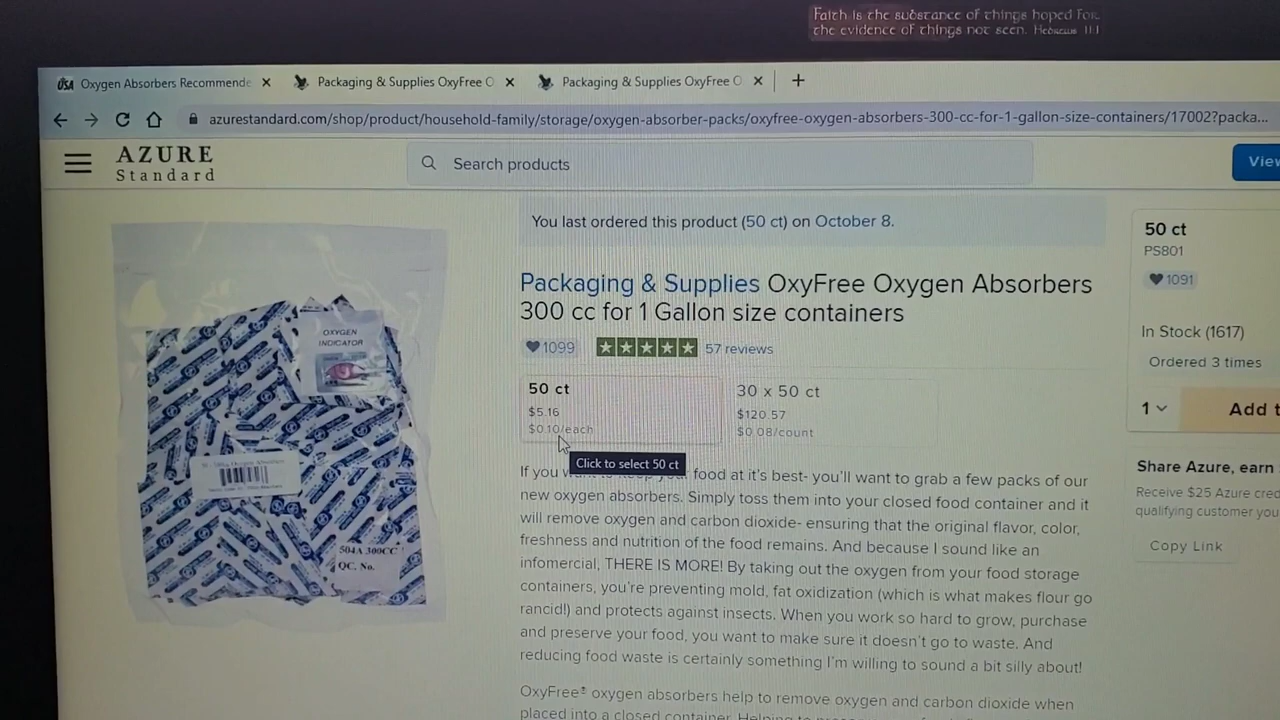 Faith is the substance of things hoped for,
the evidence of things not seen. Hebrews 11:1
USA Oxygen Absorbers Recommende
Packaging & Supplies OxyFree O
Packaging & Supplies OxyFree O
azurestandard.com/shop/product/household-family/storage/oxygen-absorber-packs/oxyfree-oxygen-absorbers-300-cc-for-1-gallon-size-containers/17002?packa...
AZURE
Standard
Search products
View
You last ordered this product (50 ct) on October 8.
Packaging & Supplies OxyFree Oxygen Absorbers
300 cc for 1 Gallon size containers
1099
57 reviews
50 ct
$5.16
$0.10/each
30 x 50 ct
$120.57
$0.08/count
Click to select 50 ct
If you food at it's best- you'll want to grab a few packs of our
new oxygen absorbers. Simply toss them into your closed food container and it
will remove oxygen and carbon dioxide- ensuring that the original flavor, color,
freshness and nutrition of the food remains. And because I sound like an
infomercial, THERE IS MORE! By taking out the oxygen from your food storage
containers, you're preventing mold, fat oxidization (which is what makes flour go
rancid!) and protects against insects. When you work so hard to grow, purchase
and preserve your food, you want to make sure it doesn't go to waste. And
reducing food waste is certainly something I'm willing to sound a bit silly about!
OxyFree® oxygen absorbers help to remove oxygen and carbon dioxide when
placed into a closed container.
50 ct
PS801
1091
In Stock (1617)
Ordered 3 times
1
Add t
Share Azure, earn
Receive $25 Azure cred
qualifying customer you
Copy Link
OXYGEN
INDICATOR
504A 300CC
QC. No.